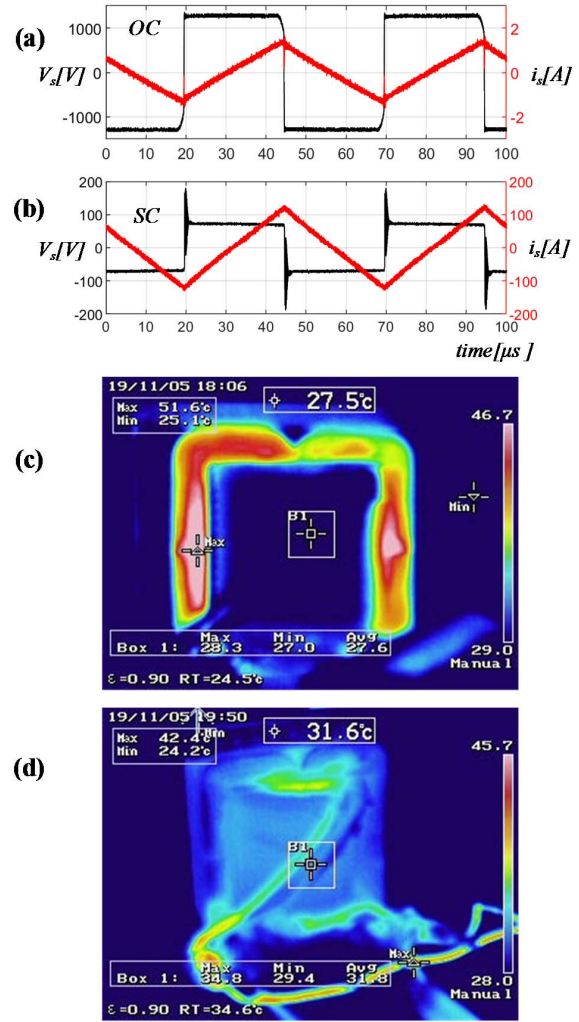 (a)
OC
V_s[V]
i_s[A]
1000
0
-1000
2
0
-2
0 10 20 30 40 50 60 70 80 90 100
(b)
SC
V_s[V]
i_s[A]
200
100
0
-100
-200
200
100
0
-100
-200
0 10 20 30 40 50 60 70 80 90 100
time[μs]
(c)
19/11/05 18:06
Max 51.6℃
Min 25.1℃
27.5℃
46.7
B1
Max
Min
Max Min Avg
Box 1: 28.3 27.0 27.6
29.0
Manual
ε=0.90 RT=24.5℃
(d)
19/11/05 19:50
Max 42.4℃
Min 24.2℃
Min
31.6℃
45.7
B1
Max
Max Min Avg
Box 1: 34.8 29.4 31.8
28.0
Manual
ε=0.90 RT=34.6℃